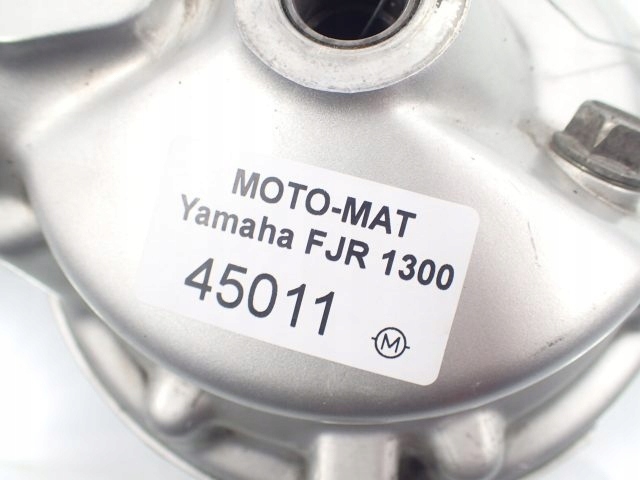 MOTO-MAT
Yamaha FJR 1300
45011
M